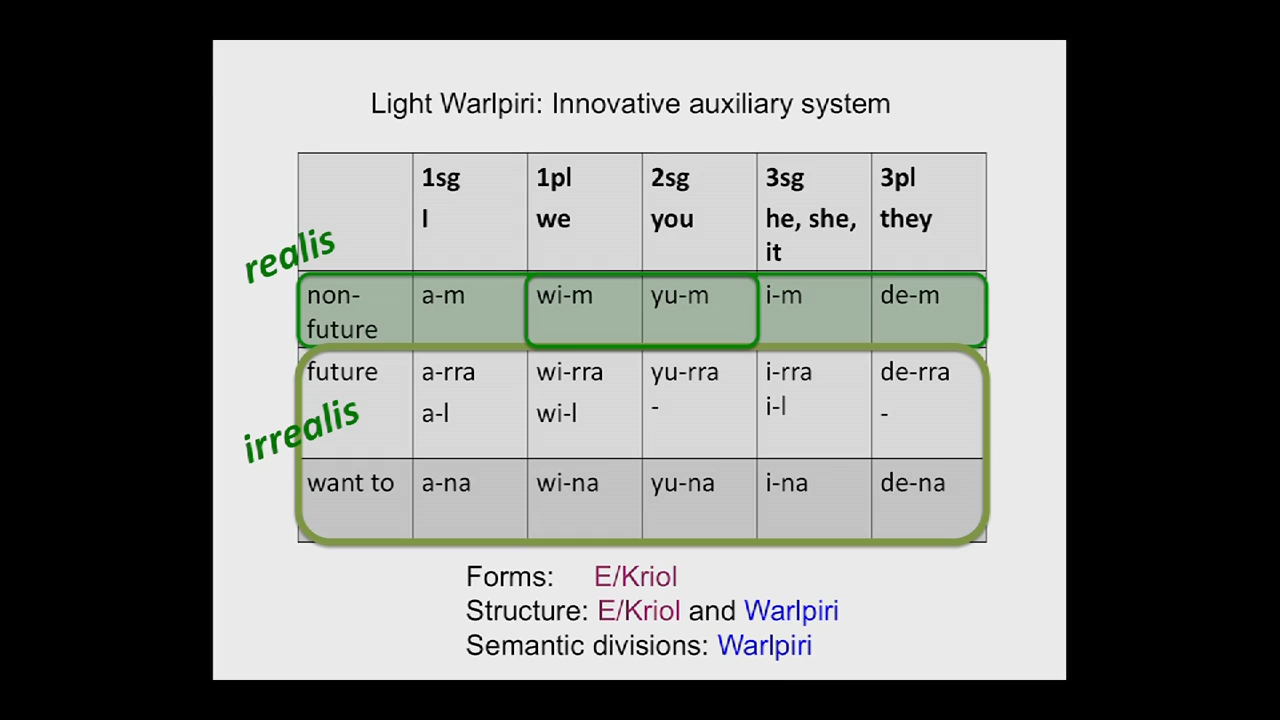 Light Warlpiri: Innovative auxiliary system
1sg 1pl 2sg 3sg 3pl
I we you he, she, they
it
realis
non- a-m wi-m yu-m i-m de-m
future
future a-rra wi-rra yu-rra i-rra de-rra
a-l wi-l - i-l -
irrealis
want to a-na wi-na yu-na i-na de-na
Forms: E/Kriol
Structure: E/Kriol and Warlpiri
Semantic divisions: Warlpiri